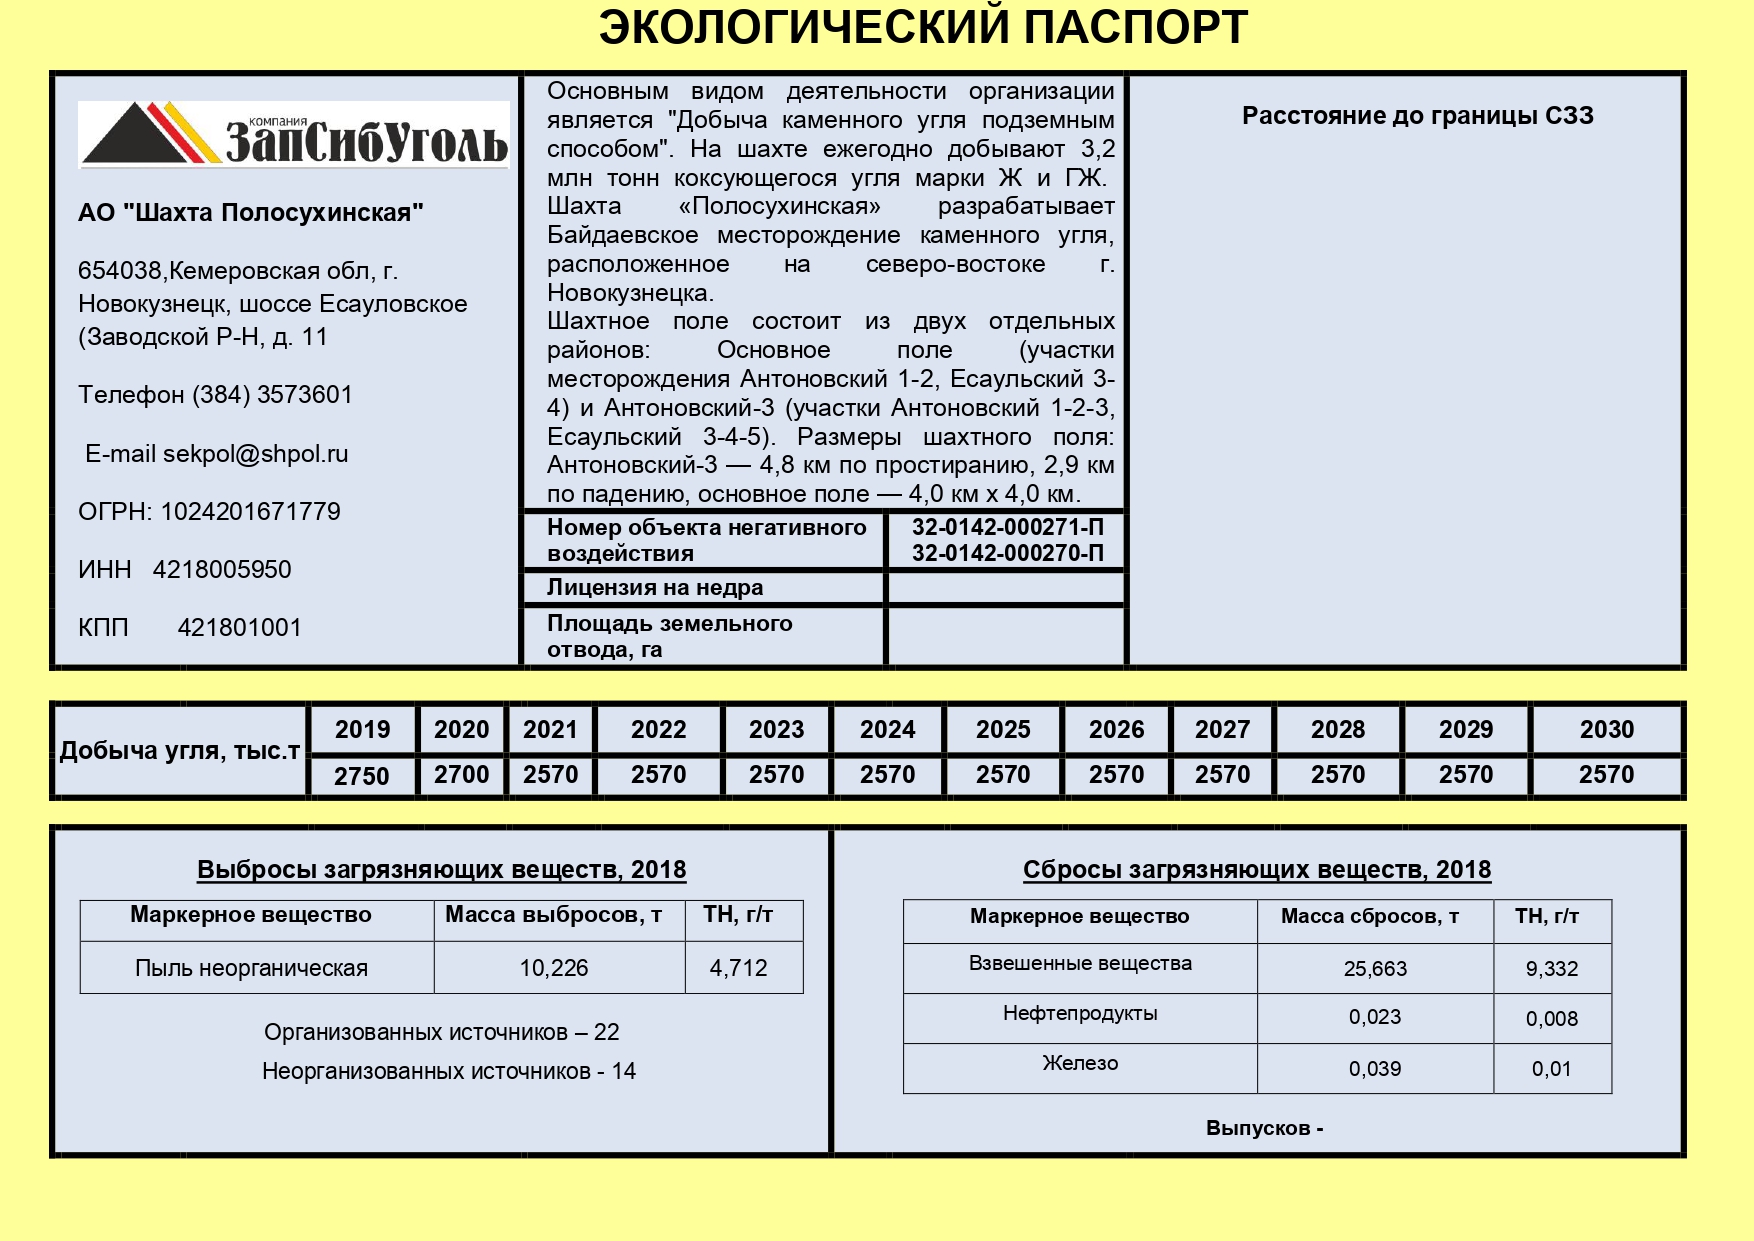 ЭКОЛОГИЧЕСКИЙ ПАСПОРТ
компания
ЗапСибУголь
АО "Шахта Полосухинская"
654038,Кемеровская обл, г.
Новокузнецк, шоссе Есауловское
(Заводской Р-Н, д. 11
Телефон (384) 3573601
E-mail sekpol@shpol.ru
ОГРН: 1024201671779
ИНН 4218005950
КПП 421801001
Основным видом деятельности организации
является "Добыча каменного угля подземным
способом". На шахте ежегодно добывают 3,2
млн тонн коксующегося угля марки Ж и ГЖ.
Шахта «Полосухинская» разрабатывает
Байдаевское месторождение каменного угля,
расположенное на северо-востоке г.
Новокузнецка.
Шахтное поле состоит из двух отдельных
районов: Основное поле (участки
месторождения Антоновский 1-2, Есаульский 3-
4) и Антоновский-3 (участки Антоновский 1-2-3,
Есаульский 3-4-5). Размеры шахтного поля:
Антоновский-3 — 4,8 км по простиранию, 2,9 км
по падению, основное поле — 4,0 км х 4,0 км.
Номер объекта негативного 32-0142-000271-П
воздействия 32-0142-000270-П
Лицензия на недра
Площадь земельного
отвода, га
Расстояние до границы СЗЗ
Добыча угля, тыс.т
2019 2020 2021 2022 2023 2024 2025 2026 2027 2028 2029 2030
2750 2700 2570 2570 2570 2570 2570 2570 2570 2570 2570 2570
Выбросы загрязняющих веществ, 2018
Маркерное вещество Масса выбросов, т ТН, г/т
Пыль неорганическая 10,226 4,712
Организованных источников – 22
Неорганизованных источников - 14
Сбросы загрязняющих веществ, 2018
Маркерное вещество Масса сбросов, т ТН, г/т
Взвешенные вещества 25,663 9,332
Нефтепродукты 0,023 0,008
Железо 0,039 0,01
Выпусков -